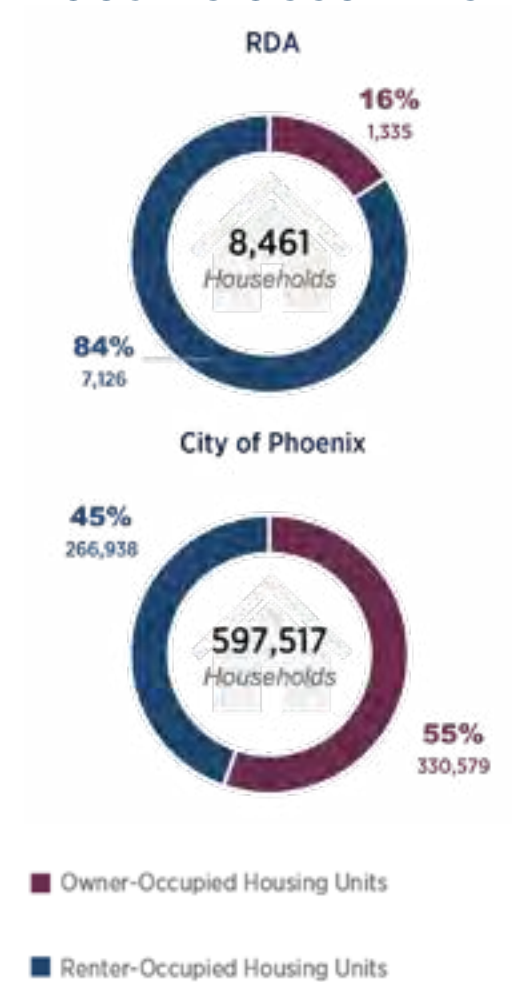 RDA
16%
1,335
8,461
Households
84%
7,126
City of Phoenix
45%
266,938
597,517
Households
55%
330,579
Owner-Occupied Housing Units
Renter-Occupied Housing Units